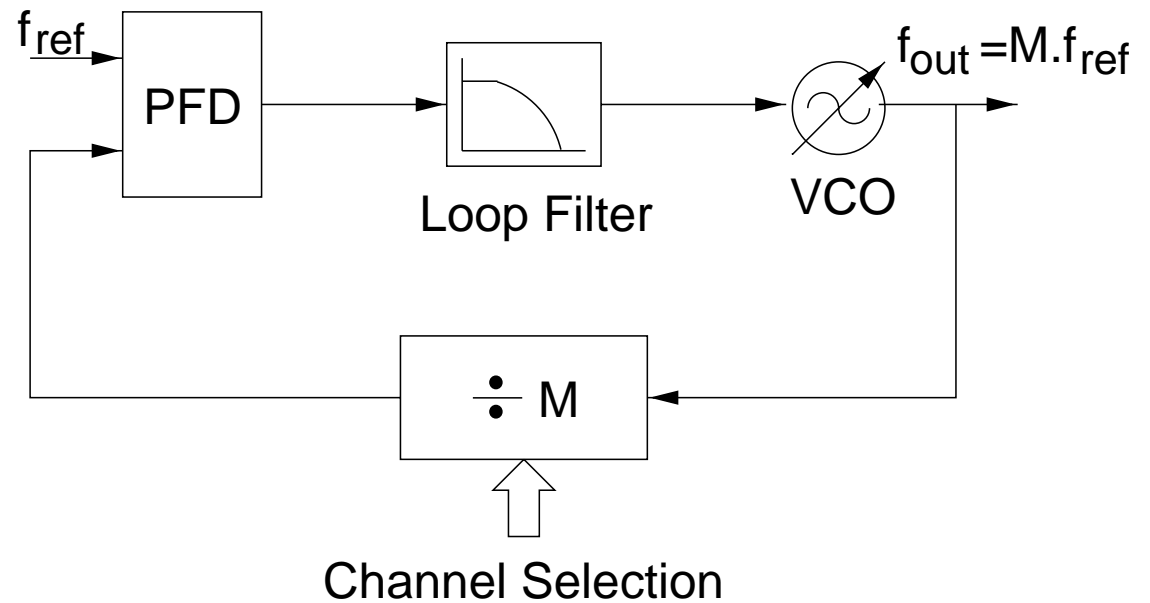 f_ref
PFD
f_out =M.f_ref
Loop Filter
VCO
÷ M
Channel Selection